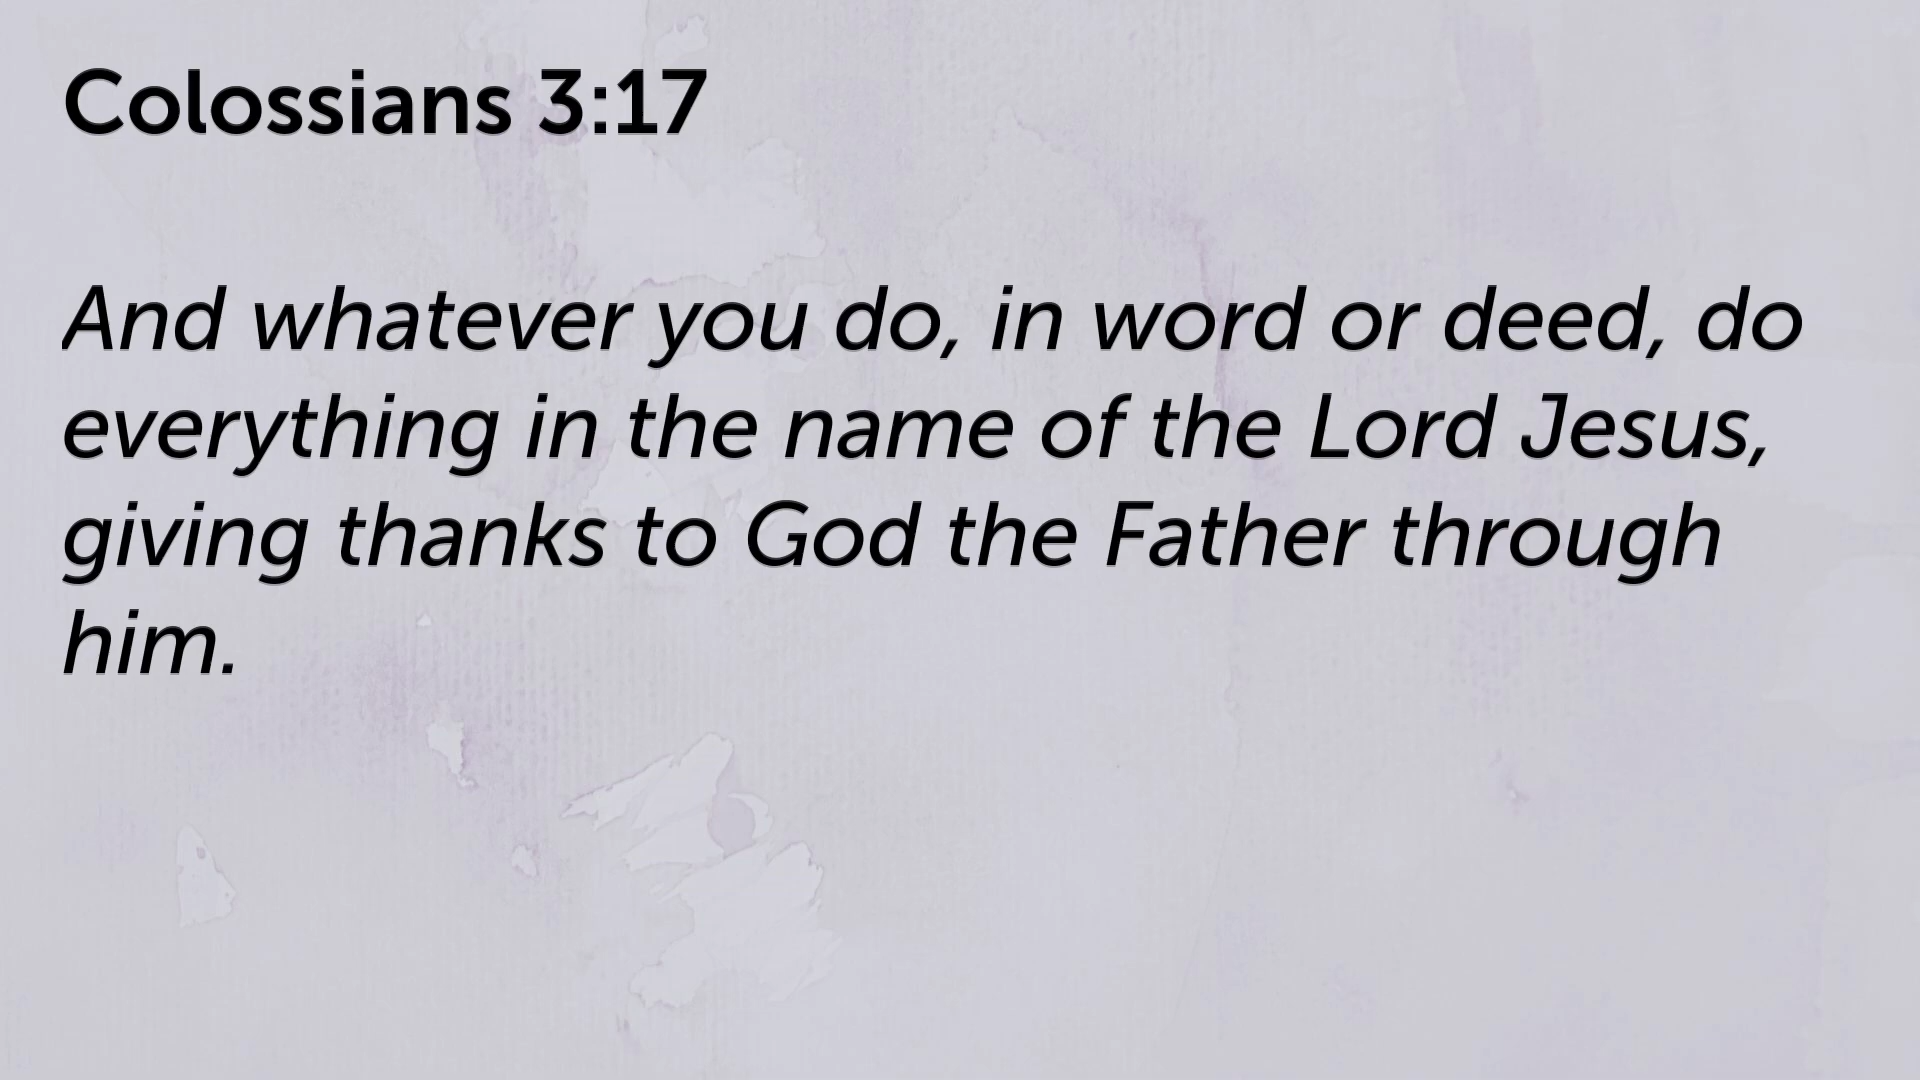 Colossians 3:17
And whatever you do, in word or deed, do
everything in the name of the Lord Jesus,
giving thanks to God the Father through
him.